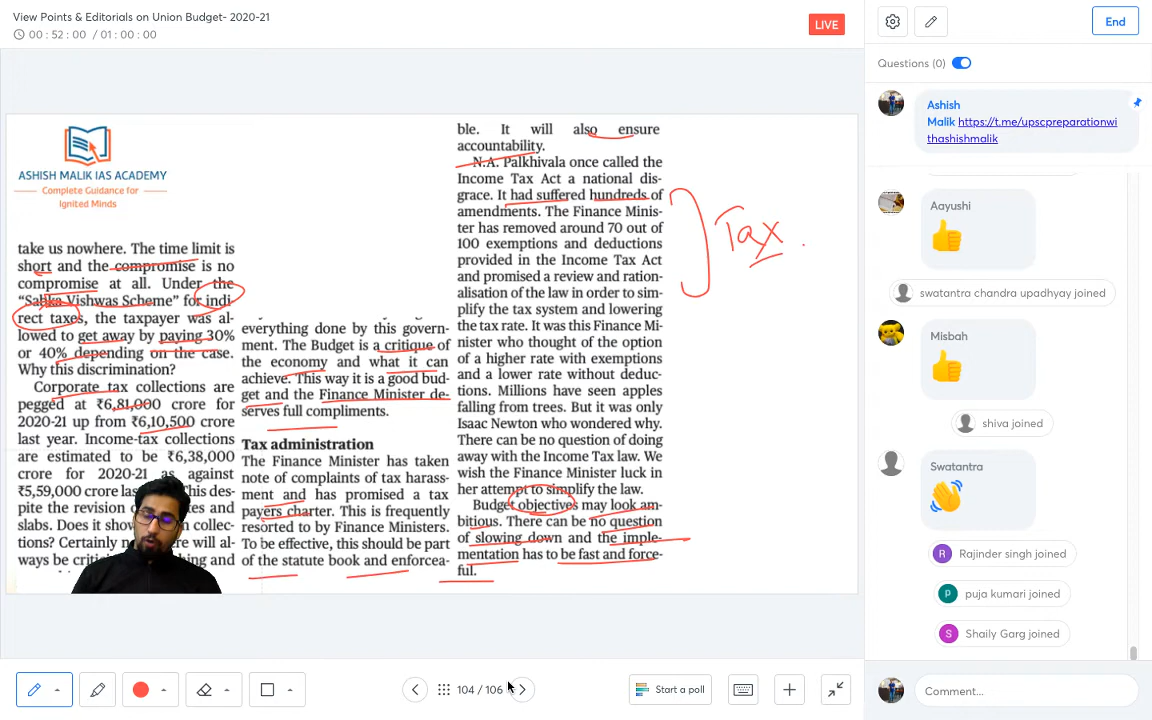 View Points & Editorials on Union Budget- 2020-21
00 : 52 : 00 / 01 : 00 : 00
LIVE
End
Questions (0)
Ashish
Malik https://t.me/upscpreparationwi
thashishmalik
Aayushi
swatantra chandra upadhyay joined
Misbah
shiva joined
Swatantra
R Rajinder singh joined
p puja kumari joined
S Shaily Garg joined
Comment...
ASHISH MALIK IAS ACADEMY
Complete Guidance for
Ignited Minds
take us nowhere. The time limit is
short and the compromise is no
compromise at all. Under the
“Sabka Vishwas Scheme” for indi-
rect taxes, the taxpayer was al-
lowed to get away by paying 30%
or 40% depending on the case.
Why this discrimination?
Corporate tax collections are
pegged at ₹6,81,000 crore for
2020-21 up from ₹6,10,500 crore
last year. Income-tax collections
are estimated to be ₹6,38,000
crore for 2020-21 as against
₹5,59,000 crore las This des-
pite the revision es and
slabs. Does it show collec-
tions? Certainly re will al-
ways be and
everything done by this govern-
ment. The Budget is a critique of
the economy and what it can
achieve. This way it is a good bud-
get and the Finance Minister de-
serves full compliments.
Tax administration
The Finance Minister has taken
note of complaints of tax harass-
ment and has promised a tax
payers charter. This is frequently
resorted to by Finance Ministers.
To be effective, this should be part
of the statute book and enforcea-
ble. It will also ensure
accountability.
N.A. Palkhivala once called the
Income Tax Act a national dis-
grace. It had suffered hundreds of
amendments. The Finance Minis-
ter has removed around 70 out of
100 exemptions and deductions
provided in the Income Tax Act
and promised a review and ration-
alisation of the law in order to sim-
plify the tax system and lowering
the tax rate. It was this Finance Mi-
nister who thought of the option
of a higher rate with exemptions
and a lower rate without deduc-
tions. Millions have seen apples
falling from trees. But it was only
Isaac Newton who wondered why.
There can be no question of doing
away with the Income Tax law. We
wish the Finance Minister luck in
her attempt to simplify the law.
Budget objectives may look am-
bitious. There can be no question
of slowing down and the imple-
mentation has to be fast and force-
ful.
Tax
104 / 106
Start a poll